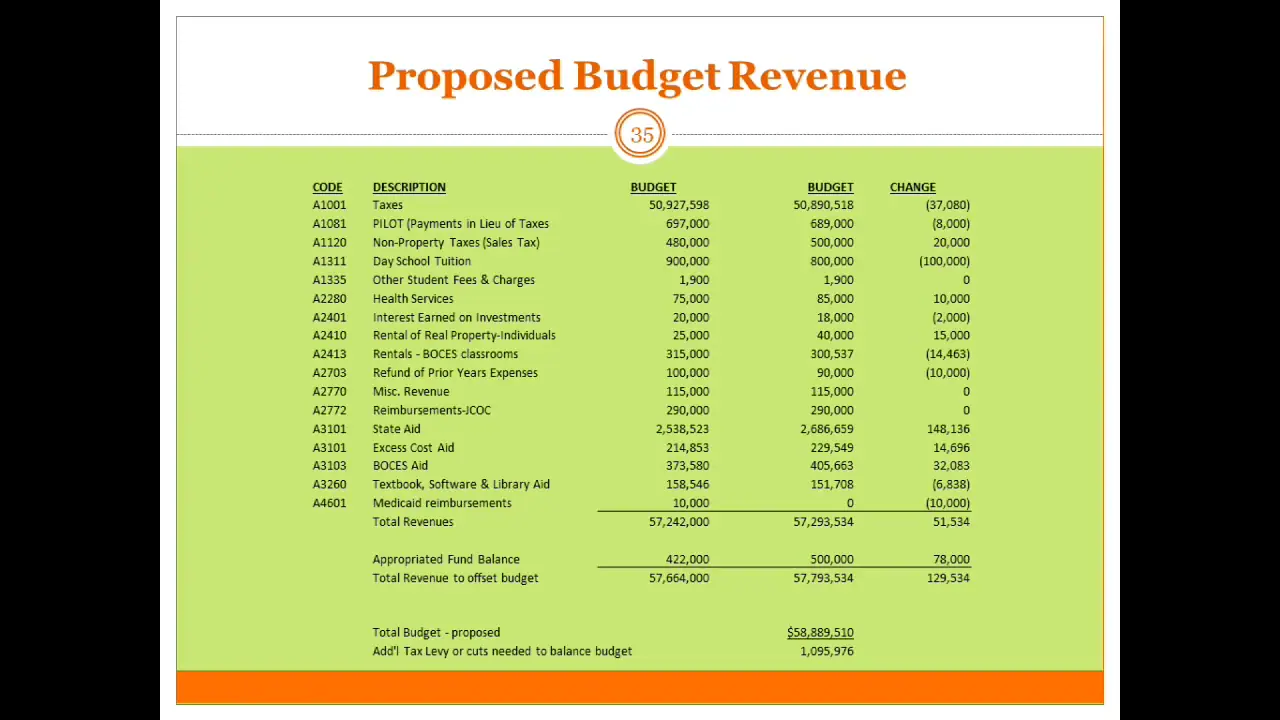 Proposed Budget Revenue
35
CODE DESCRIPTION BUDGET BUDGET CHANGE
A1001 Taxes 50,927,598 50,890,518 (37,080)
A1081 PILOT (Payments in Lieu of Taxes 697,000 689,000 (8,000)
A1120 Non-Property Taxes (Sales Tax) 480,000 500,000 20,000
A1311 Day School Tuition 900,000 800,000 (100,000)
A1335 Other Student Fees & Charges 1,900 1,900 0
A2280 Health Services 75,000 85,000 10,000
A2401 Interest Earned on Investments 20,000 18,000 (2,000)
A2410 Rental of Real Property-Individuals 25,000 40,000 15,000
A2413 Rentals - BOCES classrooms 315,000 300,537 (14,463)
A2703 Refund of Prior Years Expenses 100,000 90,000 (10,000)
A2770 Misc. Revenue 115,000 115,000 0
A2772 Reimbursements-JCOC 290,000 290,000 0
A3101 State Aid 2,538,523 2,686,659 148,136
A3101 Excess Cost Aid 214,853 229,549 14,696
A3103 BOCES Aid 373,580 405,663 32,083
A3260 Textbook, Software & Library Aid 158,546 151,708 (6,838)
A4601 Medicaid reimbursements 10,000 0 (10,000)
Total Revenues 57,242,000 57,293,534 51,534
Appropriated Fund Balance 422,000 500,000 78,000
Total Revenue to offset budget 57,664,000 57,793,534 129,534
Total Budget - proposed $58,889,510
Add'l Tax Levy or cuts needed to balance budget 1,095,976